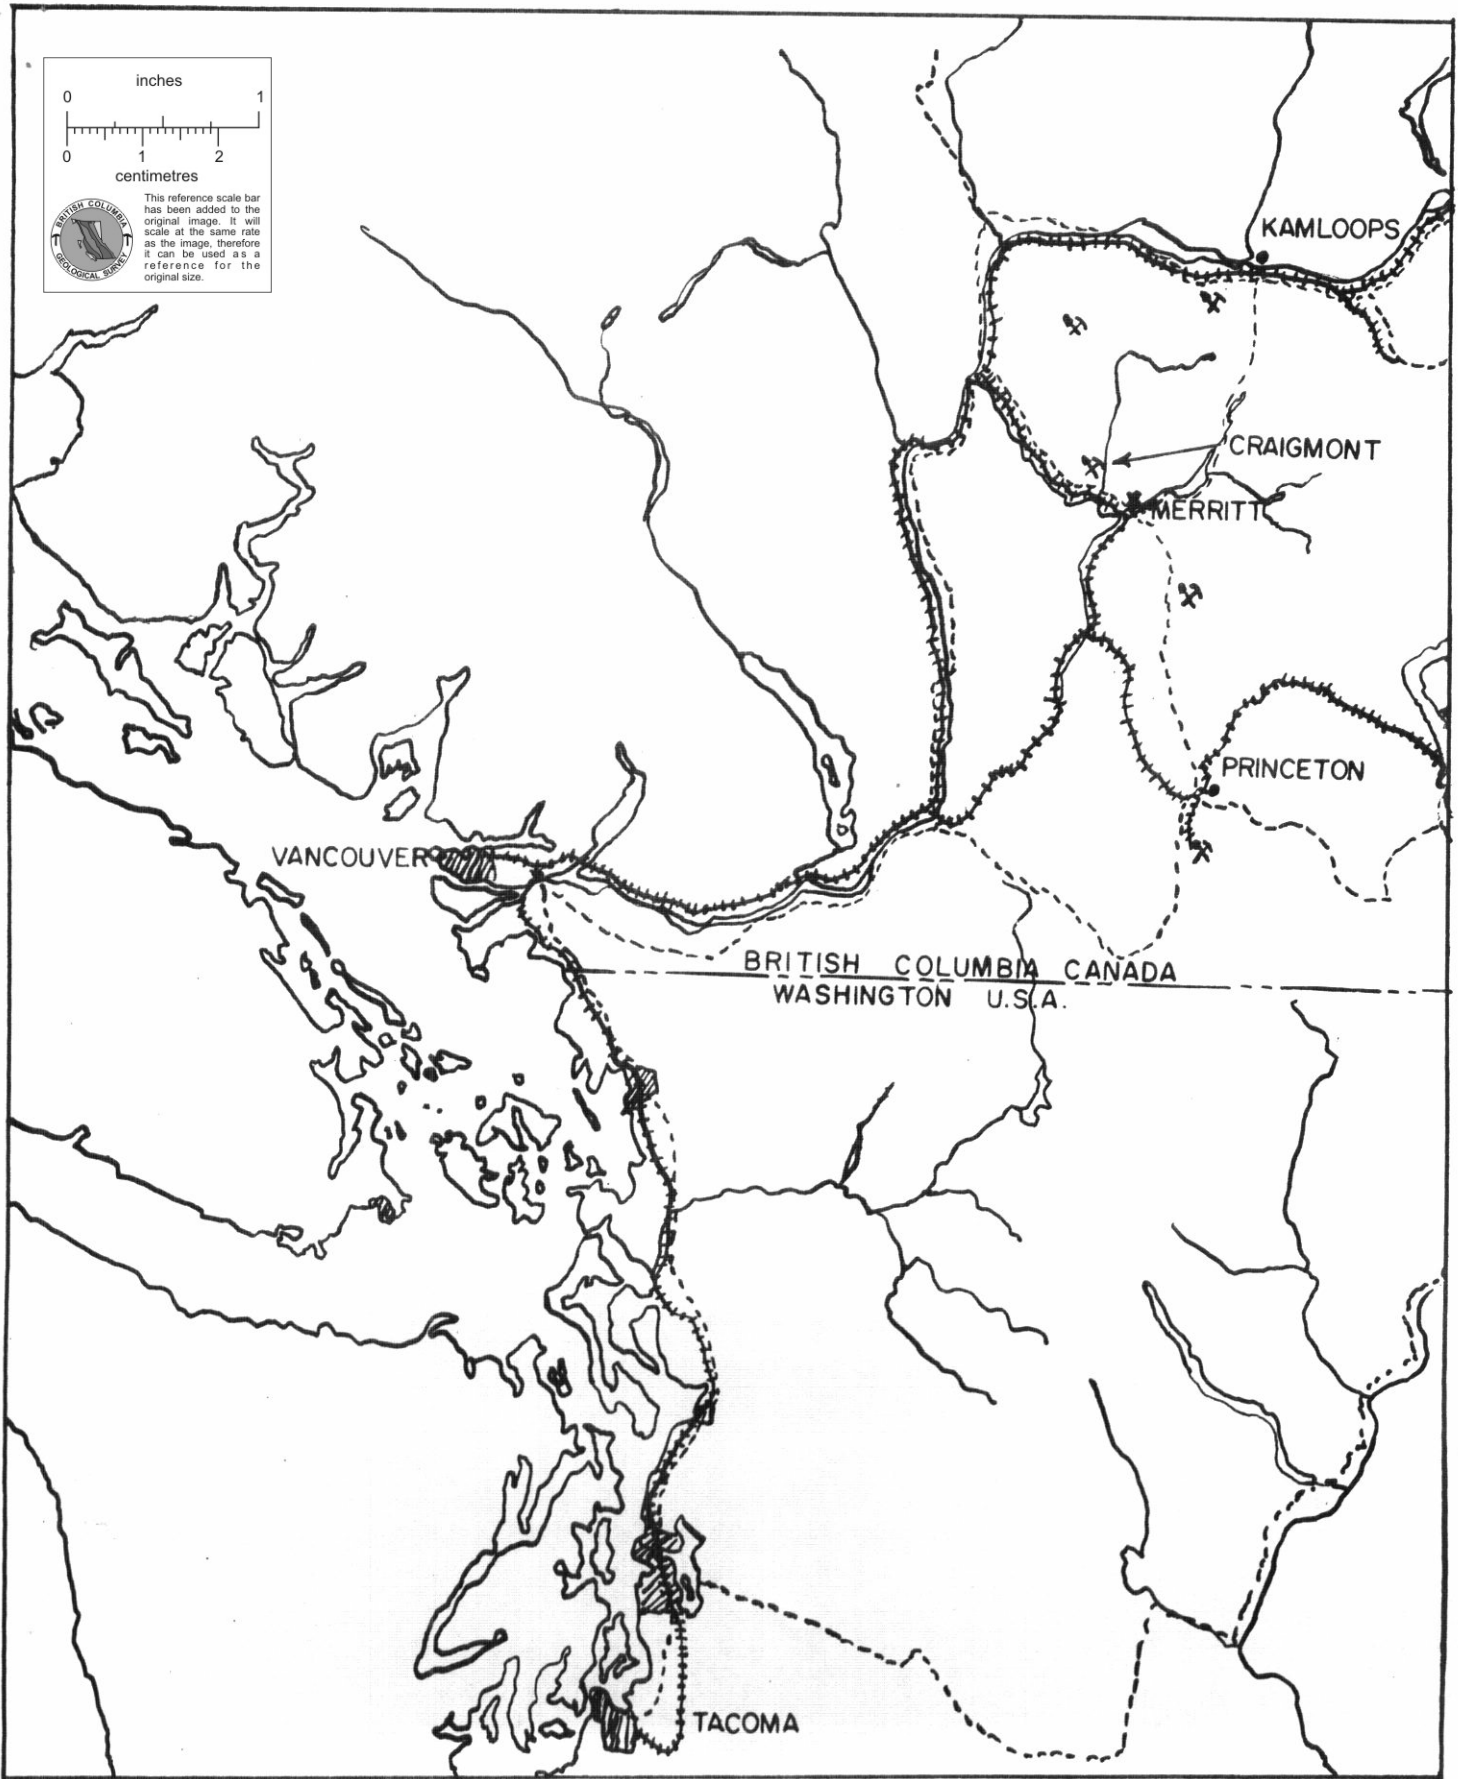 inches
0 1
0 1 2
centimetres
BRITISH COLUMBIA
GEOLOGICAL SURVEY
This reference scale bar
has been added to the
original image. It will
scale at the same rate
as the image, therefore
it can be used as a
reference for the
original size.
KAMLOOPS
CRAIGMONT
MERRITT
PRINCETON
VANCOUVER
BRITISH COLUMBIA CANADA
WASHINGTON U.S.A.
TACOMA